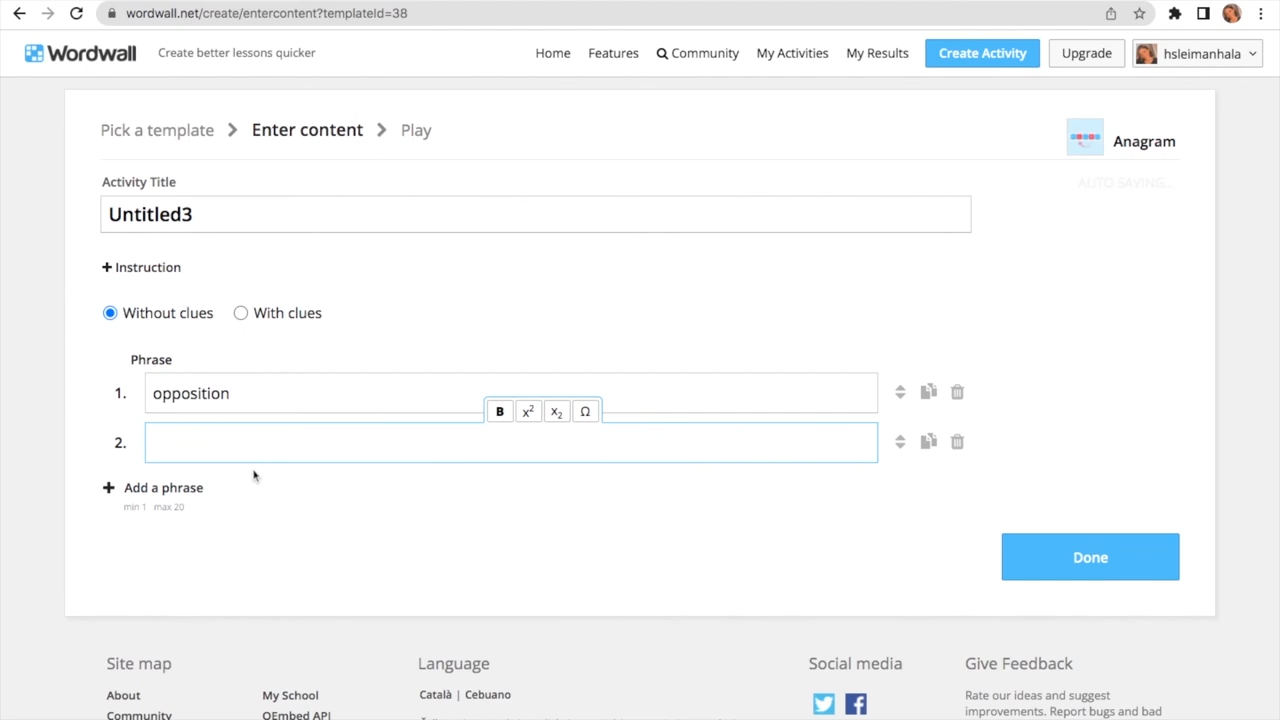 wordwall.net/create/entercontent?templateId=38
Wordwall Create better lessons quicker Home Features Community My Activities My Results Create Activity Upgrade hsleimanhala
Pick a template Enter content Play
Anagram
AUTO SAVING...
Activity Title
Untitled3
+ Instruction
Without clues With clues
Phrase
1. opposition
B x² x₂ Ω
2.
+ Add a phrase
min 1 max 20
Done
Site map Language Social media Give Feedback
About My School Català | Cebuano Rate our ideas and suggest
Community OEmbed API improvements. Report bugs and bad